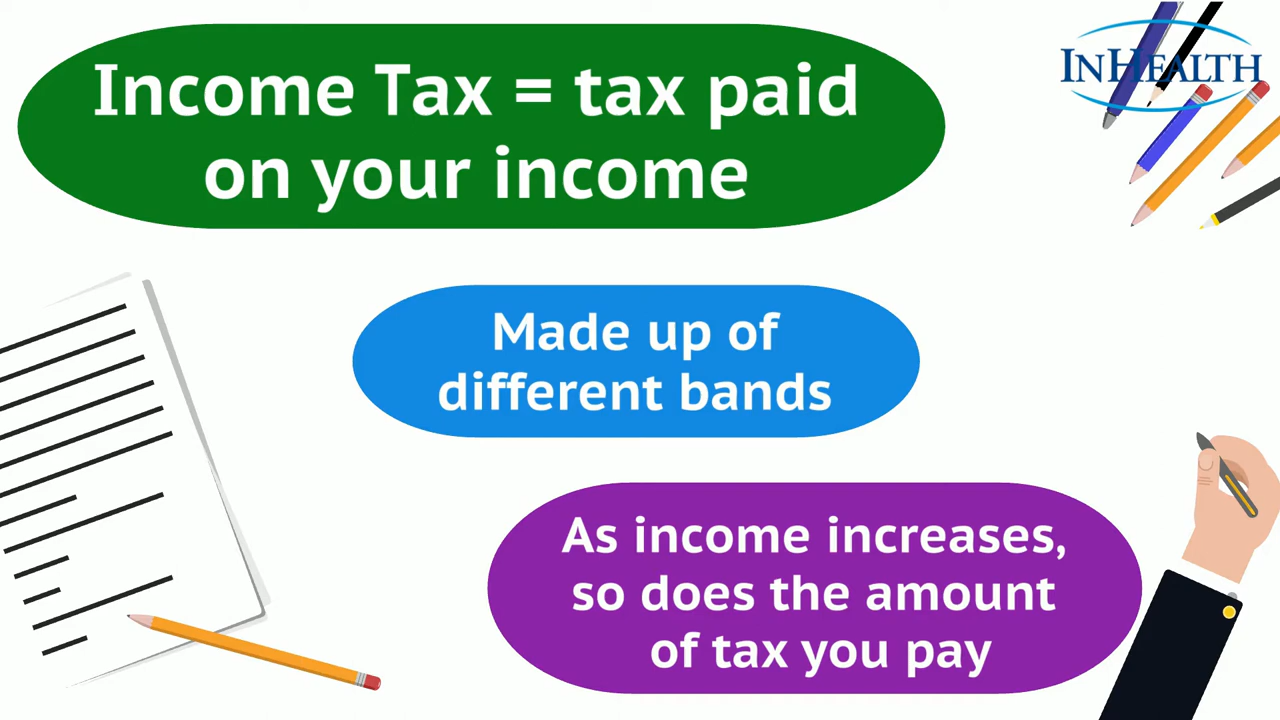 Income Tax = tax paid
on your income
INHEALTH
Made up of
different bands
As income increases,
so does the amount
of tax you pay